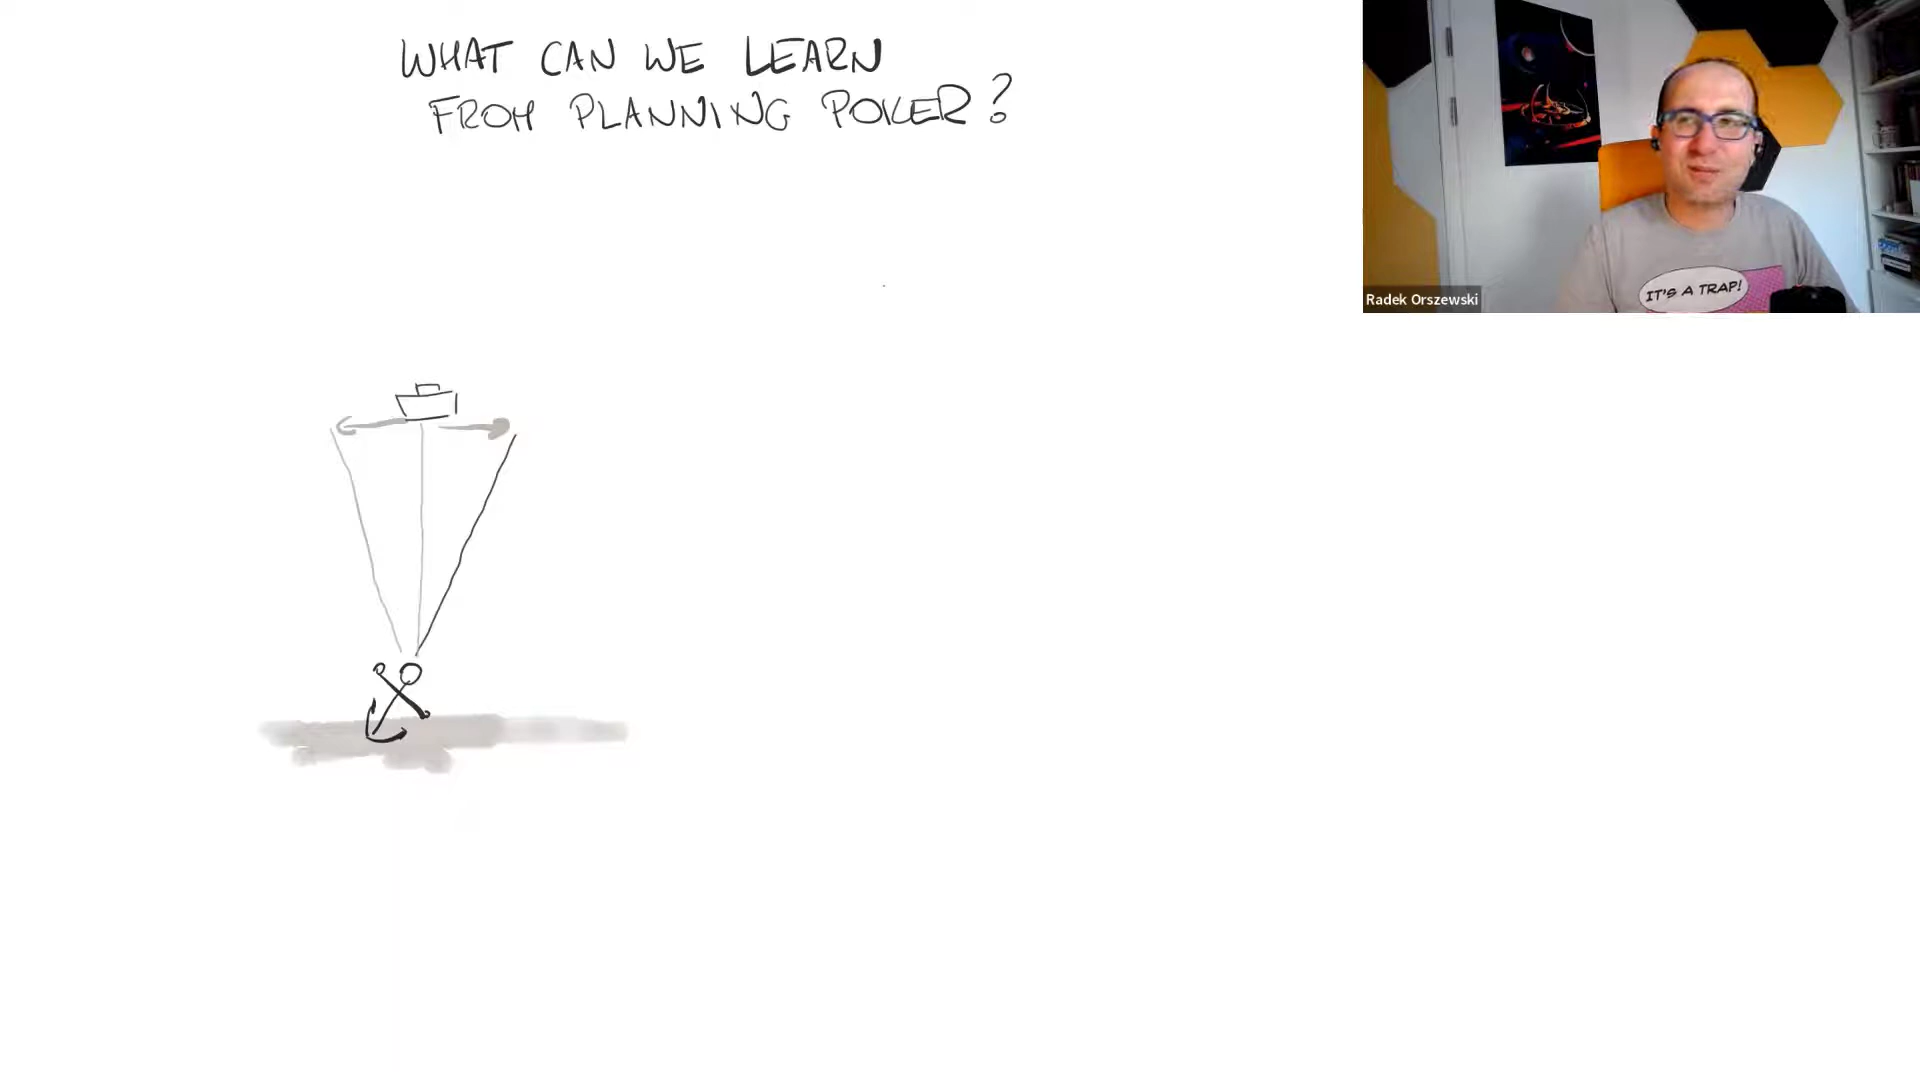 WHAT CAN WE LEARN
FROM PLANNING POKER?
IT'S A TRAP!
Radek Orszewski